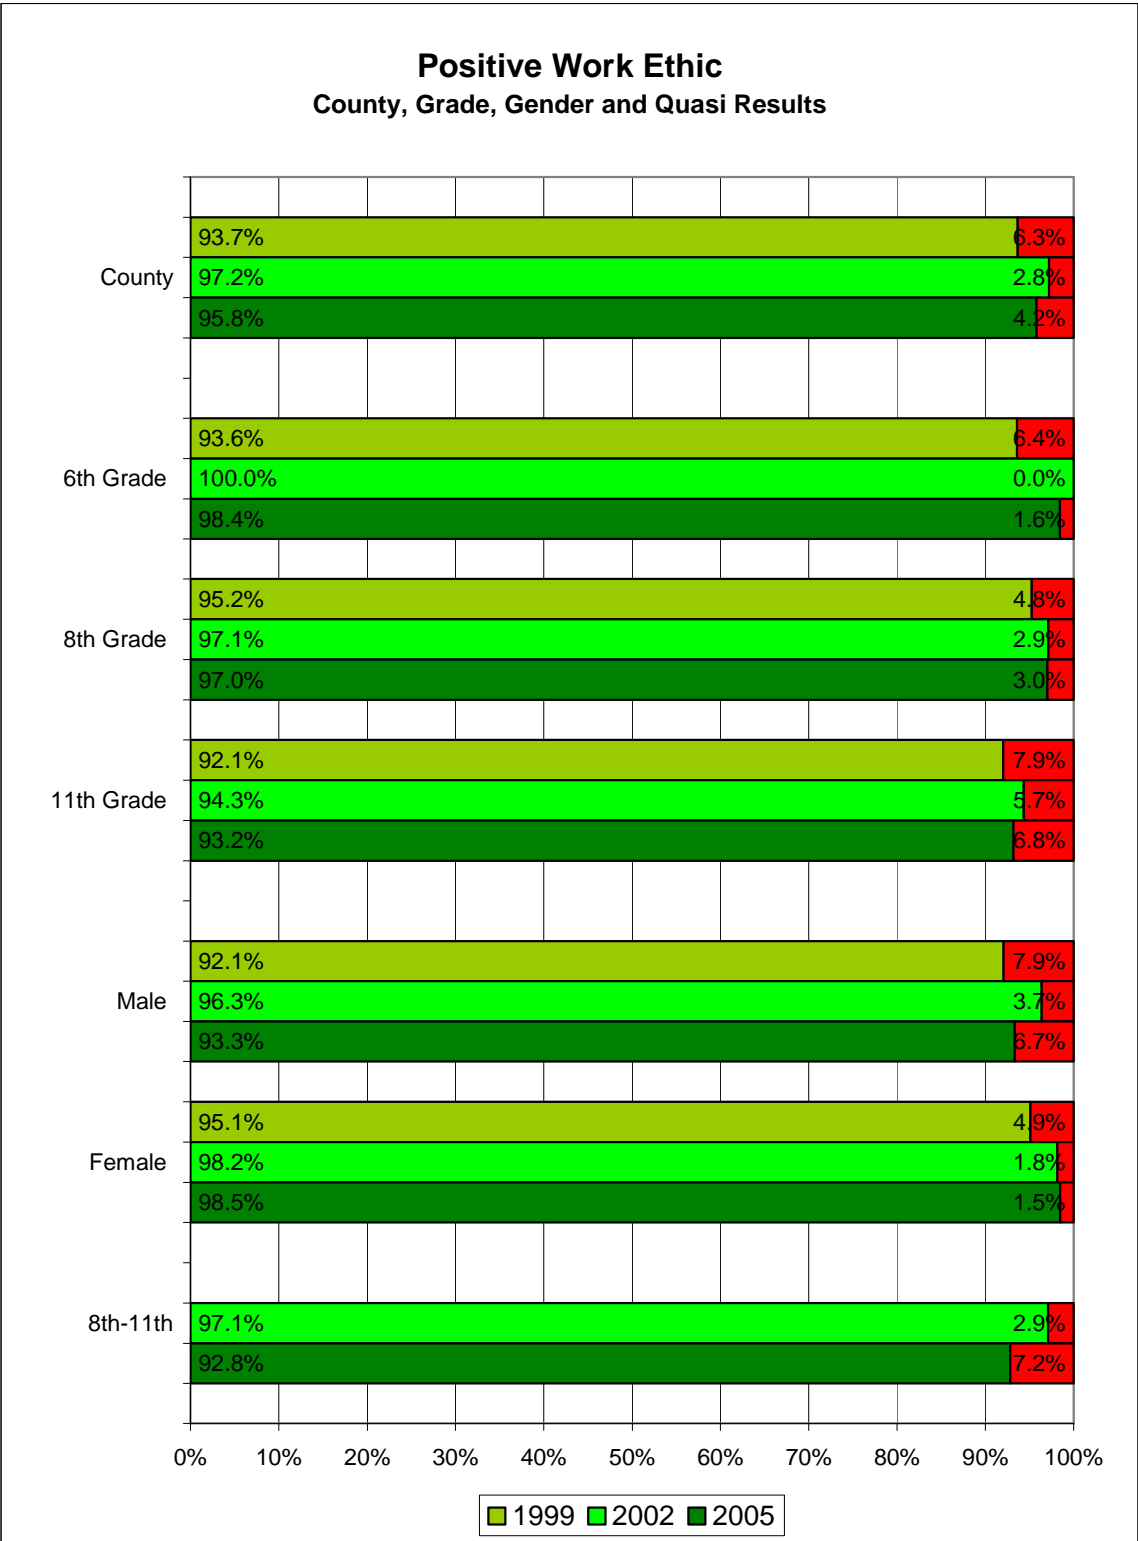 Positive Work Ethic
County, Grade, Gender and Quasi Results
93.7% 6.3%
County 97.2% 2.8%
95.8% 4.2%
93.6% 6.4%
6th Grade 100.0% 0.0%
98.4% 1.6%
95.2% 4.8%
8th Grade 97.1% 2.9%
97.0% 3.0%
92.1% 7.9%
11th Grade 94.3% 5.7%
93.2% 6.8%
92.1% 7.9%
Male 96.3% 3.7%
93.3% 6.7%
95.1% 4.9%
Female 98.2% 1.8%
98.5% 1.5%
8th-11th 97.1% 2.9%
92.8% 7.2%
0% 10% 20% 30% 40% 50% 60% 70% 80% 90% 100%
1999 2002 2005